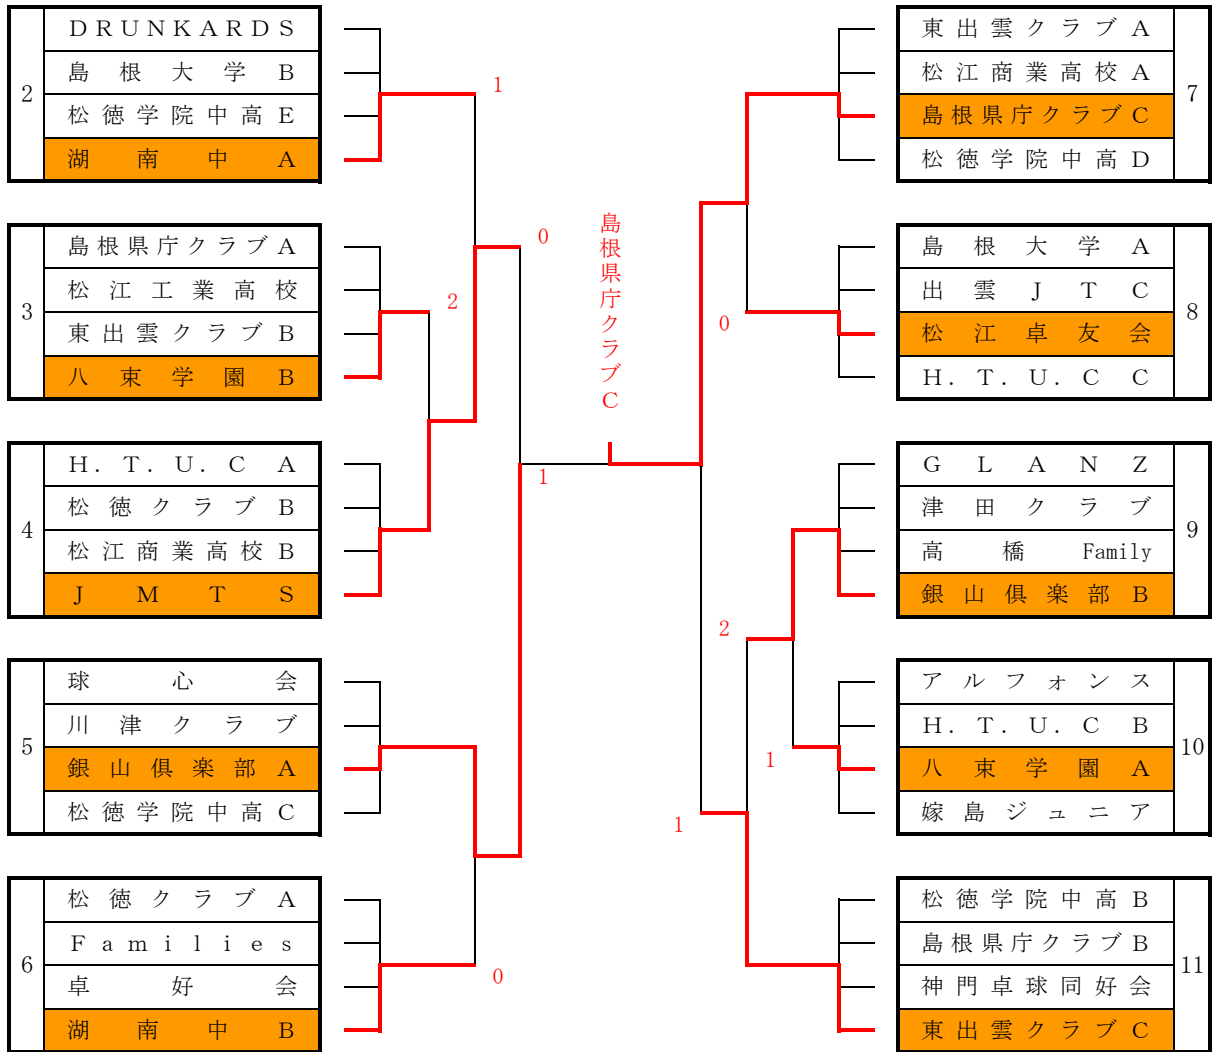 2
DRUNKARDS
島根大学B
松徳学院中高E
湖南中A
3
島根県庁クラブA
松江工業高校
東出雲クラブB
八束学園B
4
H.T.U.CA
松徳クラブB
松江商業高校B
JMTS
5
球心会
川津クラブ
銀山倶楽部A
松徳学院中高C
6
松徳クラブA
Families
卓好会
湖南中B
1
2
0
1
0
島根県庁クラブC
0
2
1
1
7
東出雲クラブA
松江商業高校A
島根県庁クラブC
松徳学院中高D
8
島根大学A
出雲JTC
松江卓友会
H.T.U.CC
9
GLANZ
津田クラブ
高橋Family
銀山倶楽部B
10
アルフォンス
H.T.U.CB
八束学園A
嫁島ジュニア
11
松徳学院中高B
島根県庁クラブB
神門卓球同好会
東出雲クラブC